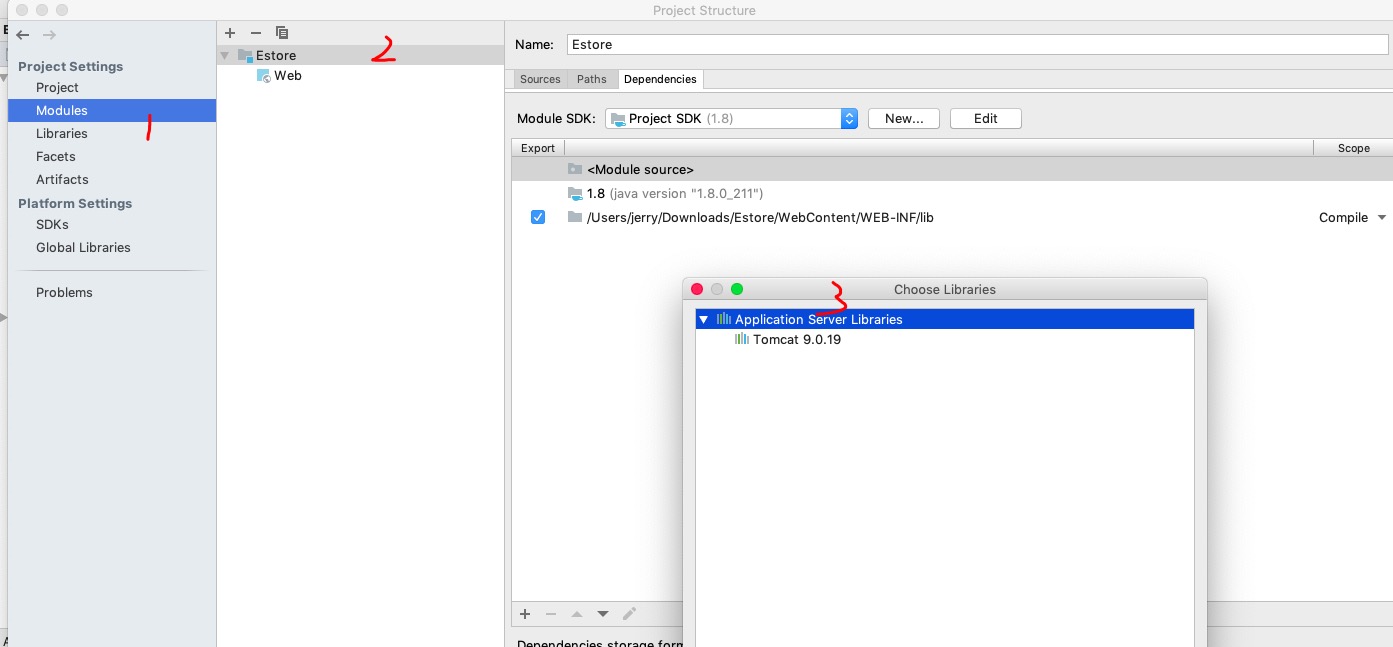 Project Structure
Project Settings
Project
Modules
Libraries
Facets
Artifacts
Platform Settings
SDKs
Global Libraries
Problems
1
Estore
2
Web
Name: Estore
Sources Paths Dependencies
Module SDK: Project SDK (1.8) New... Edit
Export Scope
<Module source>
1.8 (java version "1.8.0_211")
/Users/jerry/Downloads/Estore/WebContent/WEB-INF/lib Compile
Choose Libraries
3
Application Server Libraries
Tomcat 9.0.19
Dependencies storage form